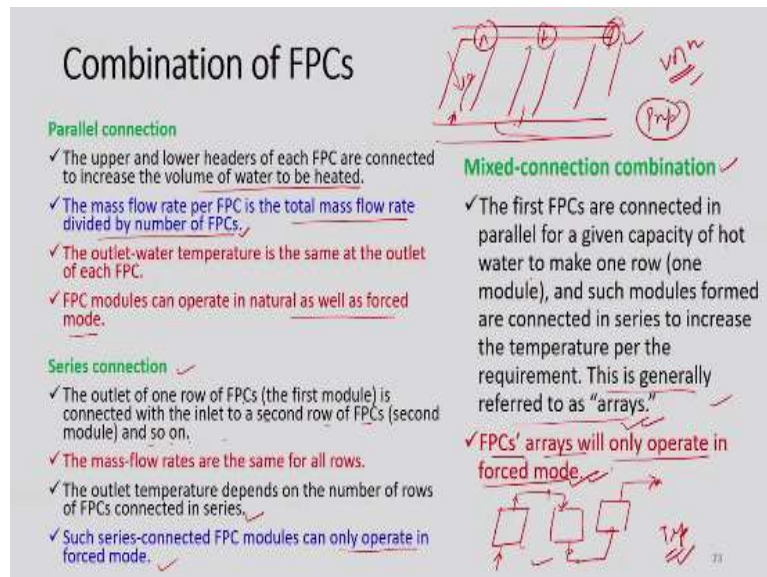 Combination of FPCs
Parallel connection
✓The upper and lower headers of each FPC are connected
to increase the volume of water to be heated.
✓The mass flow rate per FPC is the total mass flow rate
divided by number of FPCs.
✓The outlet-water temperature is the same at the outlet
of each FPC.
✓FPC modules can operate in natural as well as forced
mode.
Series connection
✓The outlet of one row of FPCs (the first module) is
connected with the inlet to a second row of FPCs (second
module) and so on.
✓The mass-flow rates are the same for all rows.
✓The outlet temperature depends on the number of rows
of FPCs connected in series.
✓Such series-connected FPC modules can only operate in
forced mode.
Mixed-connection combination
✓The first FPCs are connected in
parallel for a given capacity of hot
water to make one row (one
module), and such modules formed
are connected in series to increase
the temperature per the
requirement. This is generally
referred to as “arrays.”
✓FPCs’ arrays will only operate in
forced mode.